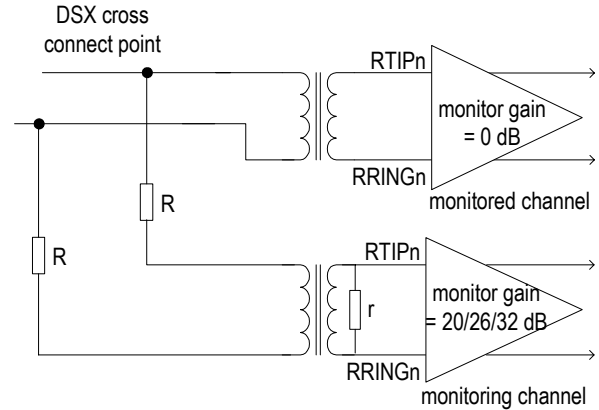 DSX cross
connect point
RTIPn
monitor gain
= 0 dB
RRINGn
monitored channel
R
R
RTIPn
r
monitor gain
= 20/26/32 dB
RRINGn
monitoring channel